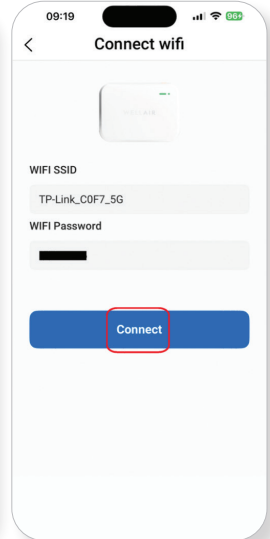 09:19
96
Connect wifi
WIFI SSID
TP-Link_C0F7_5G
WIFI Password
Connect